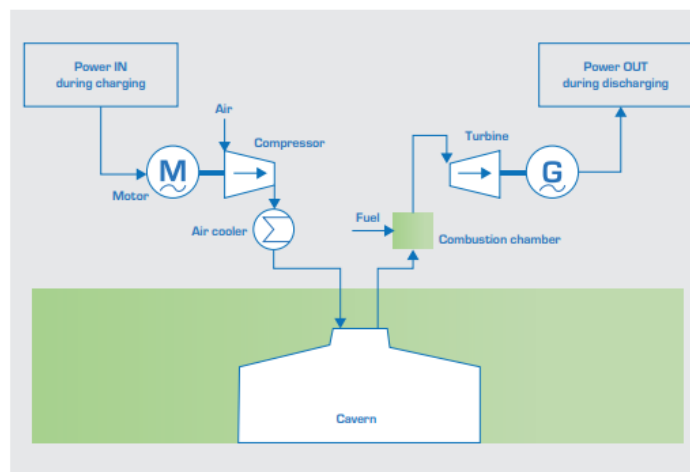 Power IN
during charging
Power OUT
during discharging
Air
Compressor
Turbine
M
G
Motor
Air cooler
Fuel
Combustion chamber
Cavern